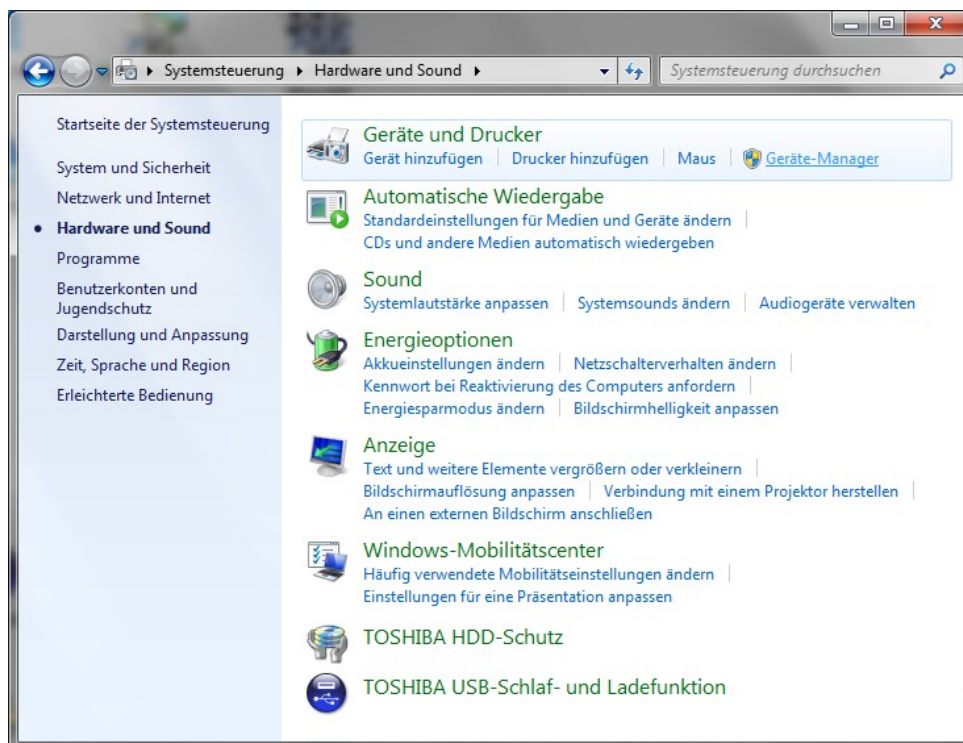 Systemsteuerung Hardware und Sound
Systemsteuerung durchsuchen
Startseite der Systemsteuerung
System und Sicherheit
Netzwerk und Internet
Hardware und Sound
Programme
Benutzerkonten und
Jugendschutz
Darstellung und Anpassung
Zeit, Sprache und Region
Erleichterte Bedienung
Geräte und Drucker
Gerät hinzufügen Drucker hinzufügen Maus Geräte-Manager
Automatische Wiedergabe
Standardeinstellungen für Medien und Geräte ändern
CDs und andere Medien automatisch wiedergeben
Sound
Systemlautstärke anpassen Systemsounds ändern Audiogeräte verwalten
Energieoptionen
Akkueinstellungen ändern Netzschalterverhalten ändern
Kennwort bei Reaktivierung des Computers anfordern
Energiesparmodus ändern Bildschirmhelligkeit anpassen
Anzeige
Text und weitere Elemente vergrößern oder verkleinern
Bildschirmauflösung anpassen Verbindung mit einem Projektor herstellen
An einen externen Bildschirm anschließen
Windows-Mobilitätscenter
Häufig verwendete Mobilitätseinstellungen ändern
Einstellungen für eine Präsentation anpassen
TOSHIBA HDD-Schutz
TOSHIBA USB-Schlaf- und Ladefunktion